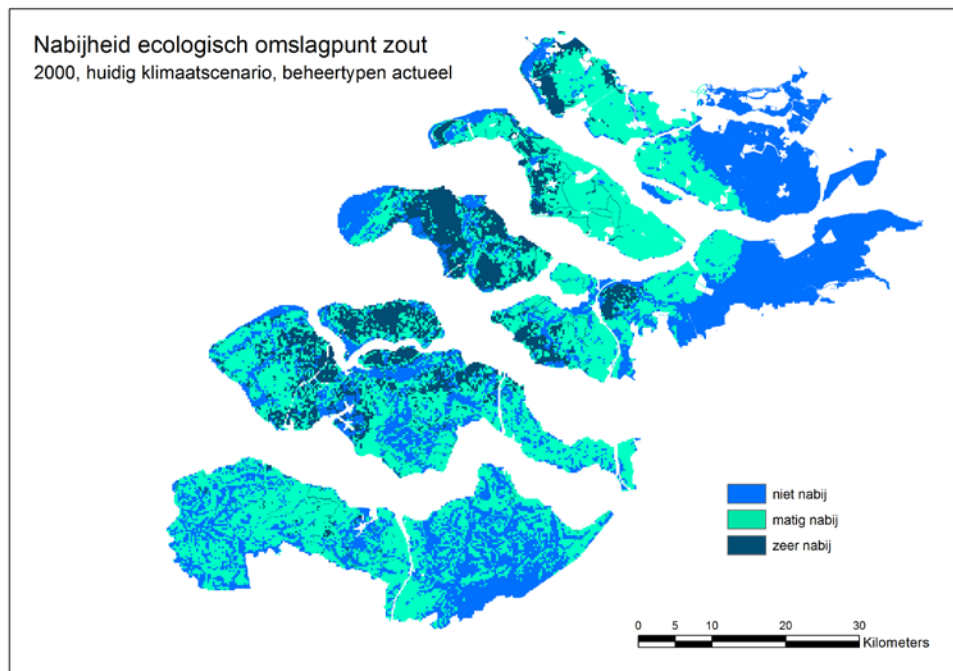 Nabijheid ecologisch omslagpunt zout
2000, huidig klimaatscenario, beheertypen actueel
niet nabij
matig nabij
zeer nabij
0 5 10 20 30
Kilometers